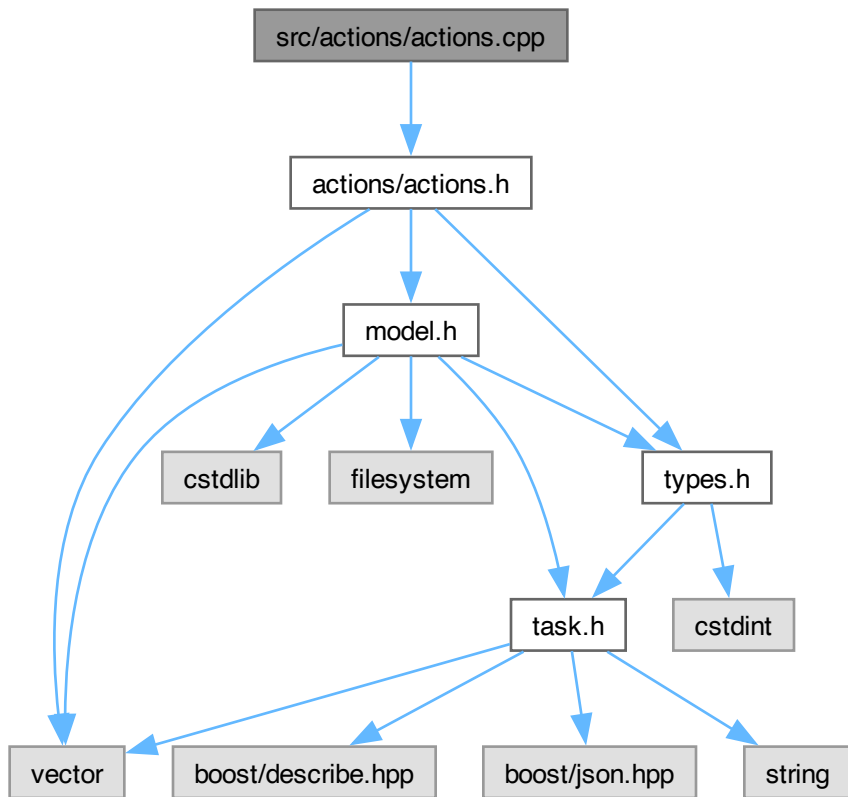 src/actions/actions.cpp
actions/actions.h
model.h
cstdlib
filesystem
types.h
task.h
cstdint
vector
boost/describe.hpp
boost/json.hpp
string